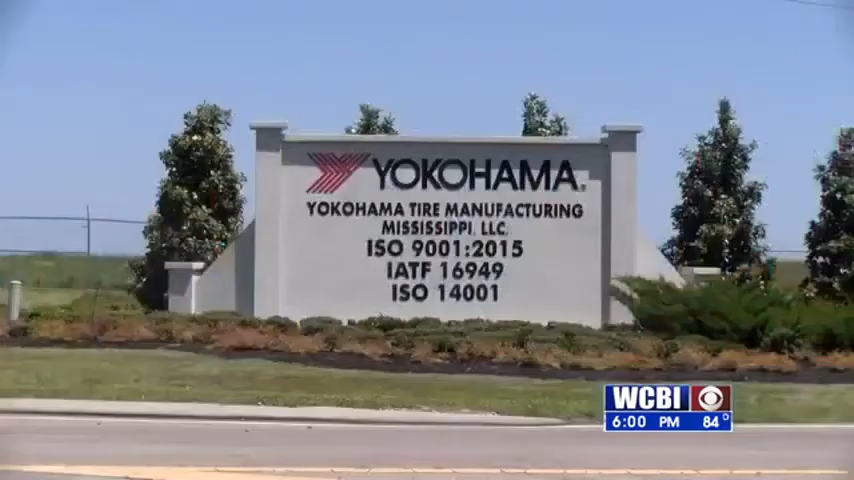 YOKOHAMA.
YOKOHAMA TIRE MANUFACTURING
MISSISSIPPI, LLC.
ISO 9001:2015
IATF 16949
ISO 14001
WCBI
6:00 PM 84°